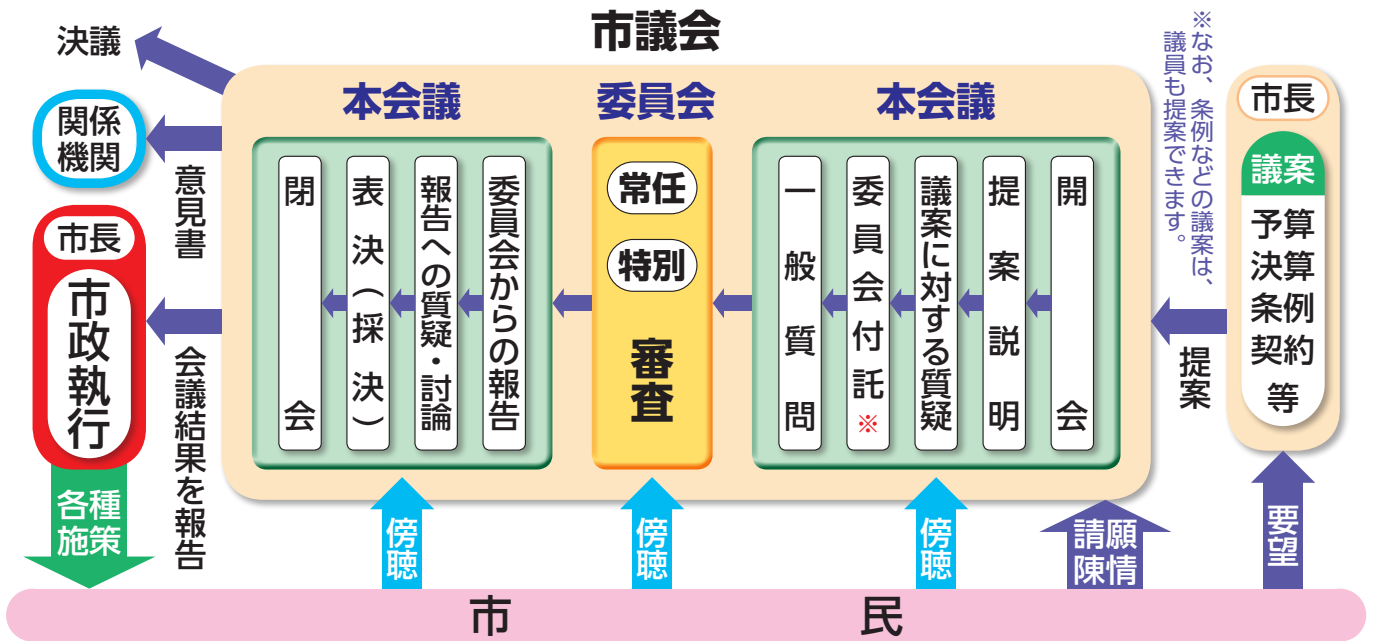 市議会
※なお、条例などの議案は、
議員も提案できます。
市長
議案
予算
決算
条例
契約
等
提案
本会議
開会
提案説明
議案に対する質疑
委員会付託※
一般質問
委員会
常任
特別
審査
本会議
委員会からの報告
報告への質疑・討論
表決(採決)
閉会
決議
関係
機関
意見書
市長
市政執行
会議結果を報告
各種
施策
傍聴
傍聴
傍聴
請願
陳情
要望
市民